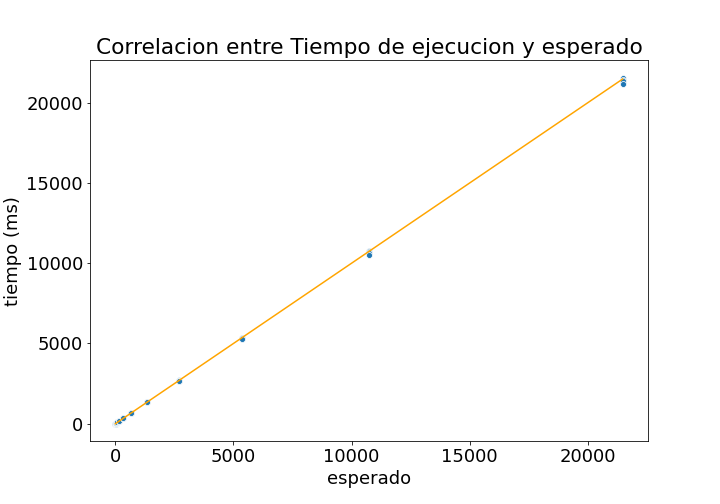 Correlacion entre Tiempo de ejecucion y esperado
20000
15000
10000
5000
0
tiempo (ms)
0 5000 10000 15000 20000
esperado